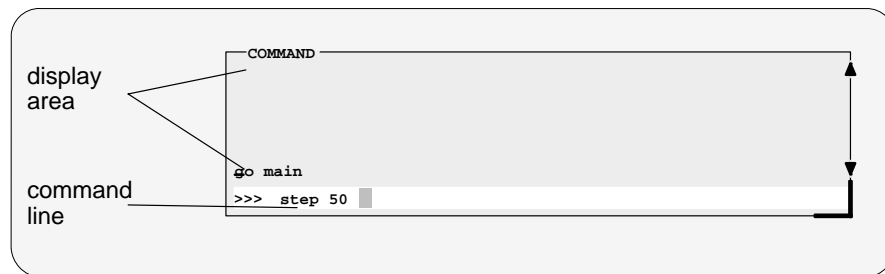 COMMAND
display
area
go main
command
line
>>> step 50